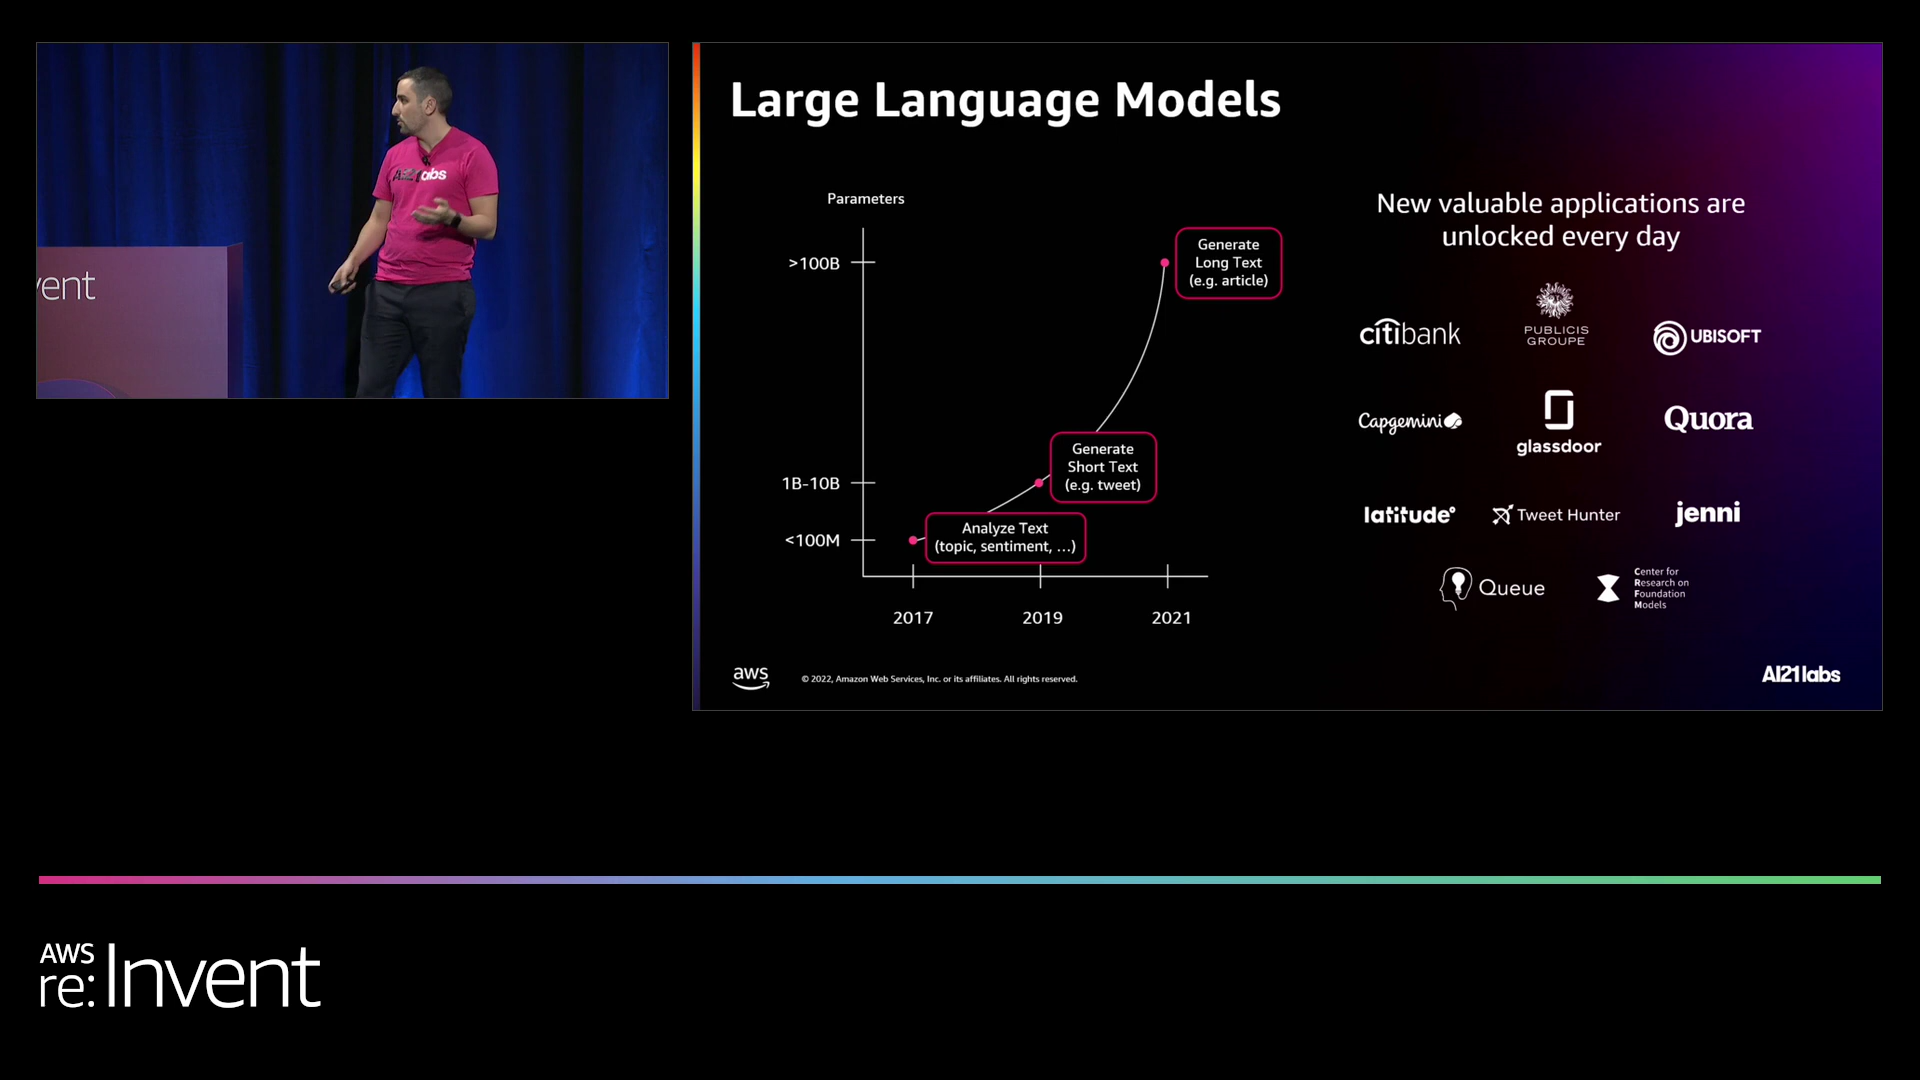 vent
AI21labs
Large Language Models
Parameters
>100B
1B-10B
<100M
Generate
Long Text
(e.g. article)
Generate
Short Text
(e.g. tweet)
Analyze Text
(topic, sentiment, ...)
2017
2019
2021
New valuable applications are
unlocked every day
citibank
PUBLICIS
GROUPE
UBISOFT
Capgemini
glassdoor
Quora
latitude
Tweet Hunter
jenni
Queue
Center for
Research on
Foundation
Models
aws
© 2022, Amazon Web Services, Inc. or its affiliates. All rights reserved.
AI21labs
AWS
re:Invent